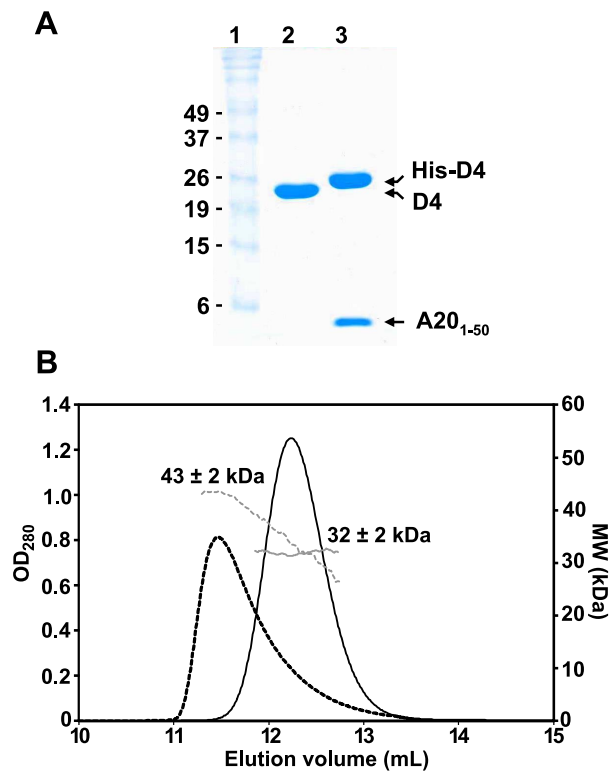 A
1 2 3
49 -
37 -
26 -
19 -
15 -
6 -
His-D4
D4
A20₁₋₅₀
B
1.4
1.2
1.0
0.8
0.6
0.4
0.2
0
OD₂₈₀
43 ± 2 kDa
32 ± 2 kDa
60
50
40
30
20
10
0
MW (kDa)
10 11 12 13 14 15
Elution volume (mL)